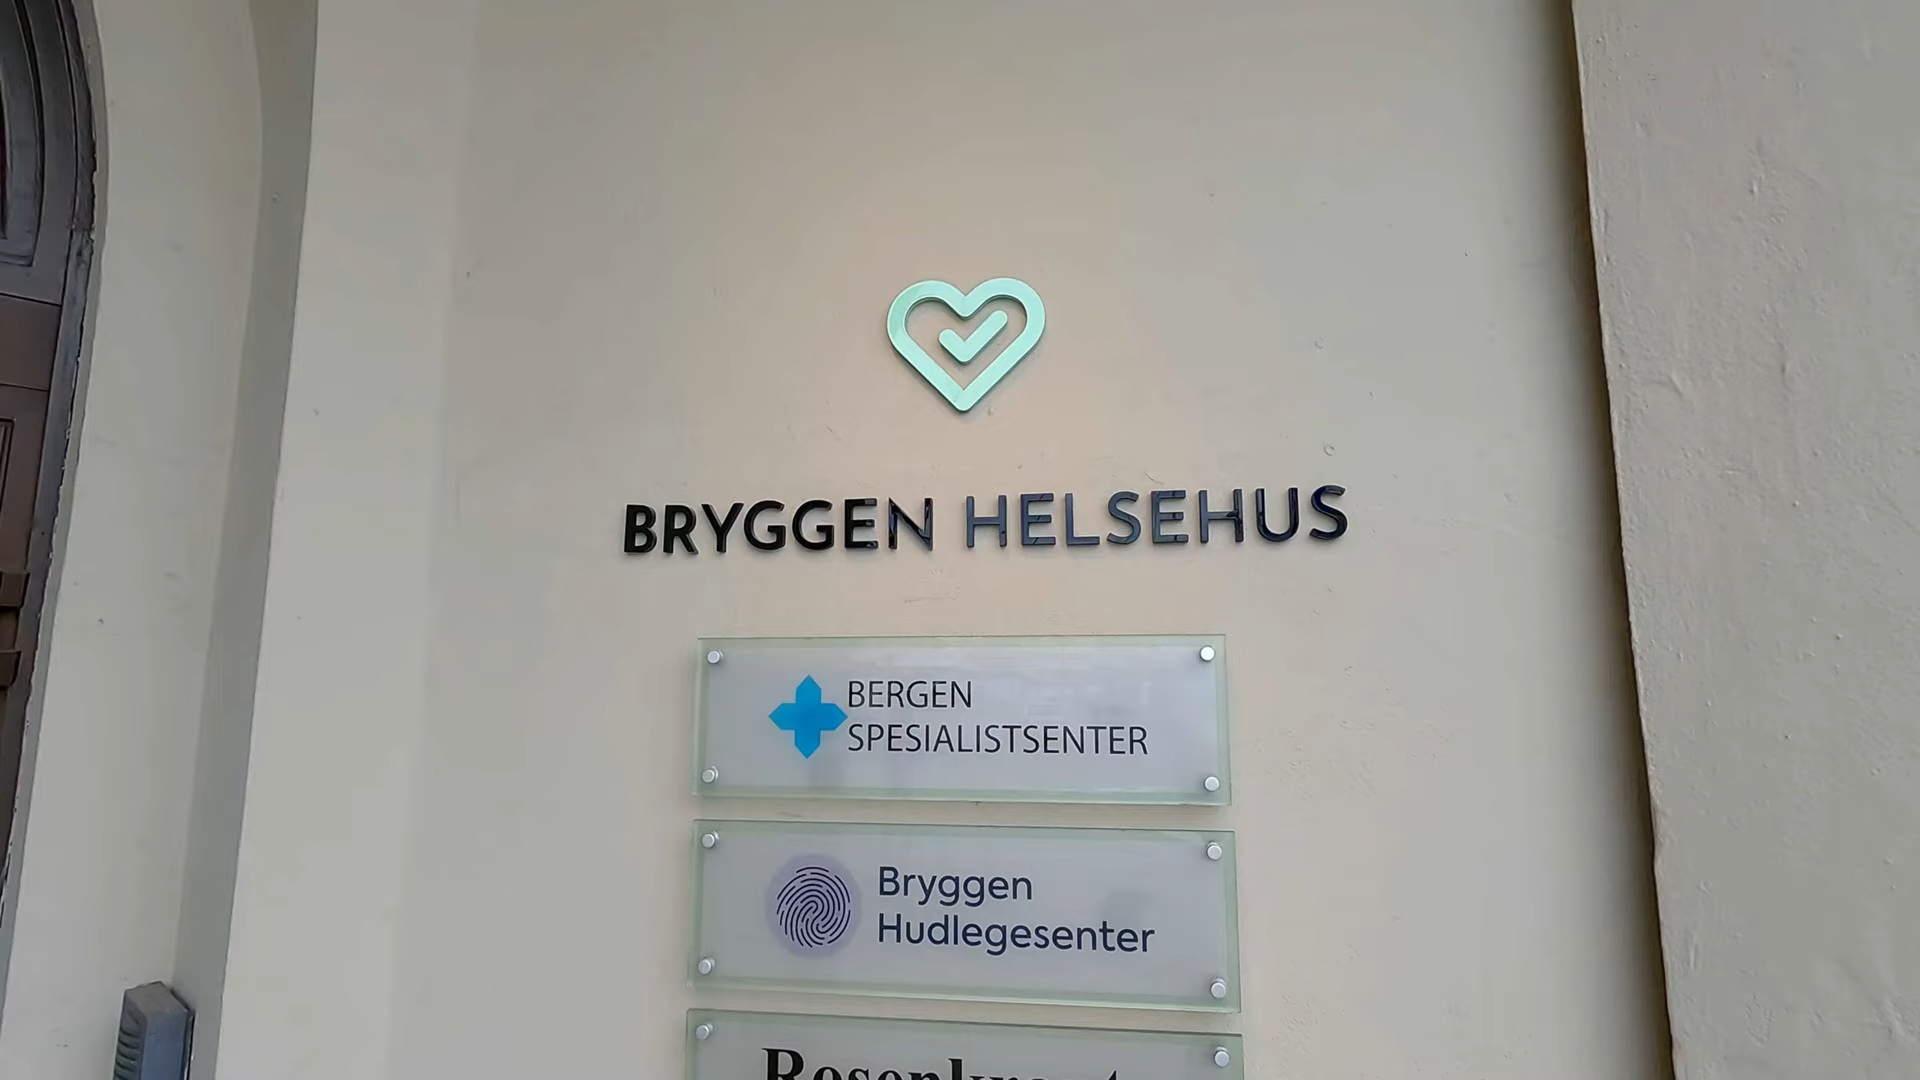 BRYGGEN HELSEHUS
BERGEN
SPESIALISTSENTER
Bryggen
Hudlegesenter